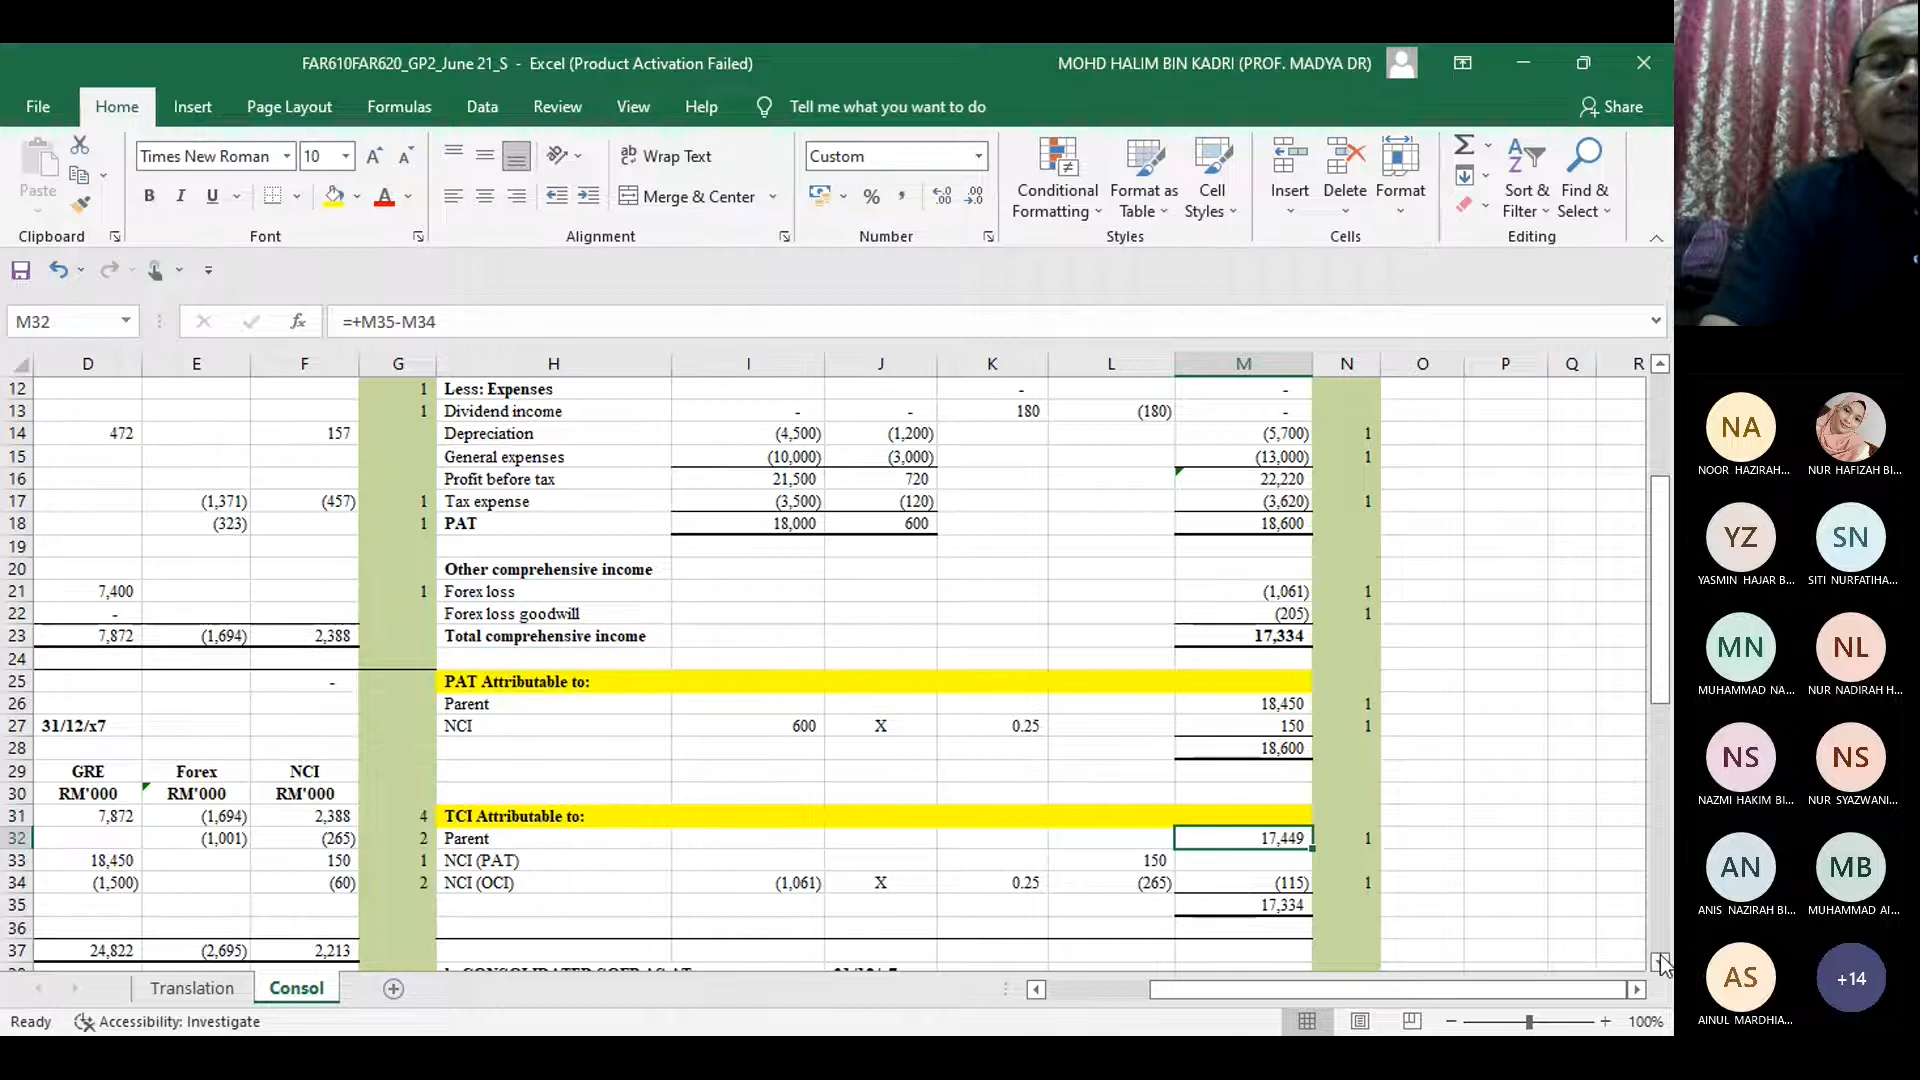 FAR610FAR620_GP2_June 21_S - Excel (Product Activation Failed)
MOHD HALIM BIN KADRI (PROF. MADYA DR)
File Home Insert Page Layout Formulas Data Review View Help Tell me what you want to do Share
Paste
Clipboard
Times New Roman 10
B I U
Font
ab Wrap Text
Merge & Center
Alignment
Custom
% ,
Number
Conditional Formatting
Format as Table
Cell Styles
Styles
Insert Delete Format
Cells
Sort & Filter
Find & Select
Editing
M32 fx =+M35-M34
D E F G H I J K L M N O P Q R
12 1 Less: Expenses - -
13 1 Dividend income - - 180 (180) -
14 472 157 Depreciation (4,500) (1,200) (5,700) 1
15 General expenses (10,000) (3,000) (13,000) 1
16 Profit before tax 21,500 720 22,220
17 (1,371) (457) 1 Tax expense (3,500) (120) (3,620) 1
18 (323) 1 PAT 18,000 600 18,600
19
20 Other comprehensive income
21 7,400 1 Forex loss (1,061) 1
22 - Forex loss goodwill (205) 1
23 7,872 (1,694) 2,388 Total comprehensive income 17,334
24
25 - PAT Attributable to:
26 Parent 18,450 1
27 31/12/x7 NCI 600 X 0.25 150 1
28 18,600
29 GRE Forex NCI
30 RM'000 RM'000 RM'000
31 7,872 (1,694) 2,388 4 TCI Attributable to:
32 (1,001) (265) 2 Parent 17,449 1
33 18,450 150 1 NCI (PAT) 150
34 (1,500) (60) 2 NCI (OCI) (1,061) X 0.25 (265) (115) 1
35 17,334
36
37 24,822 (2,695) 2,213
Translation Consol
Ready Accessibility: Investigate 100%
NA
NOOR HAZIRAH... NUR HAFIZAH BI...
YZ SN
YASMIN HAJAR B... SITI NURFATIHA...
MN NL
MUHAMMAD NA... NUR NADIRAH H...
NS NS
NAZMI HAKIM BI... NUR SYAZWANI...
AN MB
ANIS NAZIRAH BI... MUHAMMAD AI...
AS +14
AINUL MARDHIA...